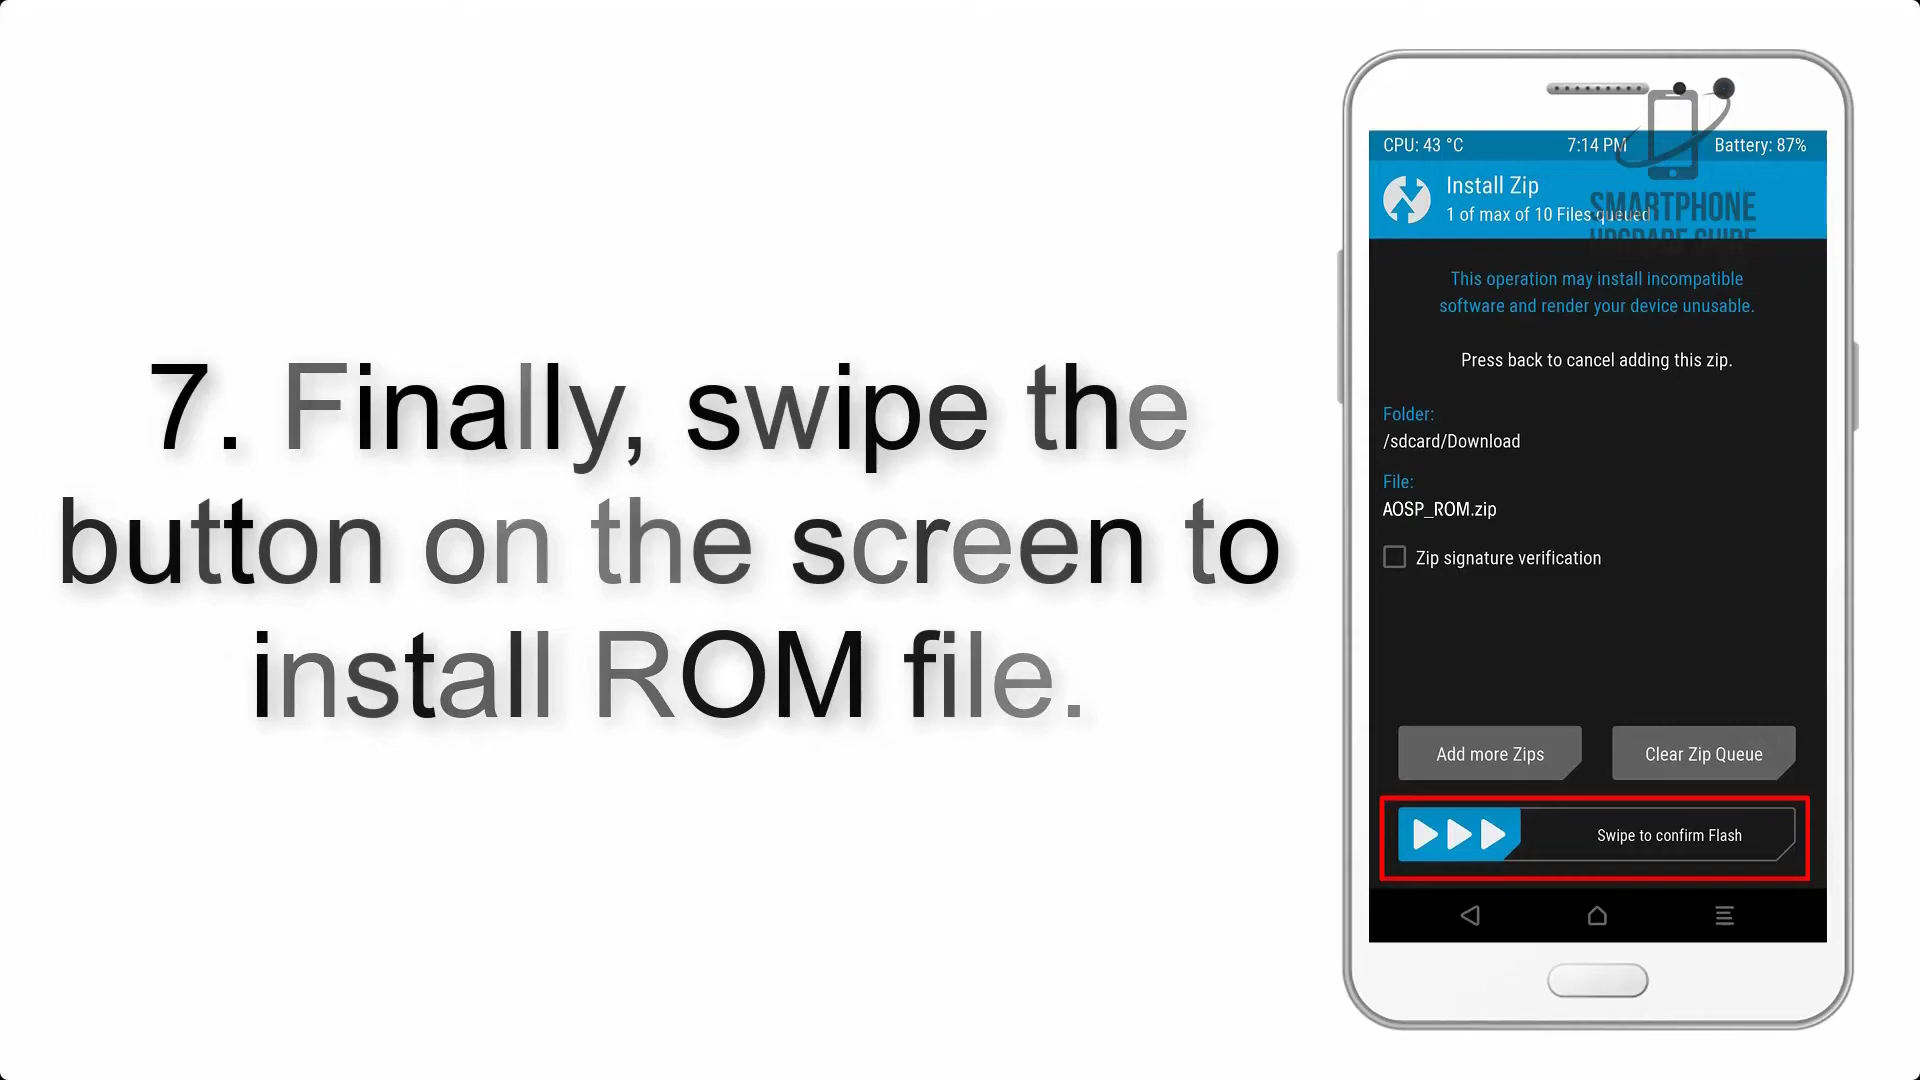 7. Finally, swipe the
button on the screen to
install ROM file.
CPU: 43 °C 7:14 PM Battery: 87%
Install Zip
1 of max of 10 Files queued
SMARTPHONE
UPGRADE GUIDE
This operation may install incompatible
software and render your device unusable.
Press back to cancel adding this zip.
Folder:
/sdcard/Download
File:
AOSP_ROM.zip
Zip signature verification
Add more Zips Clear Zip Queue
Swipe to confirm Flash